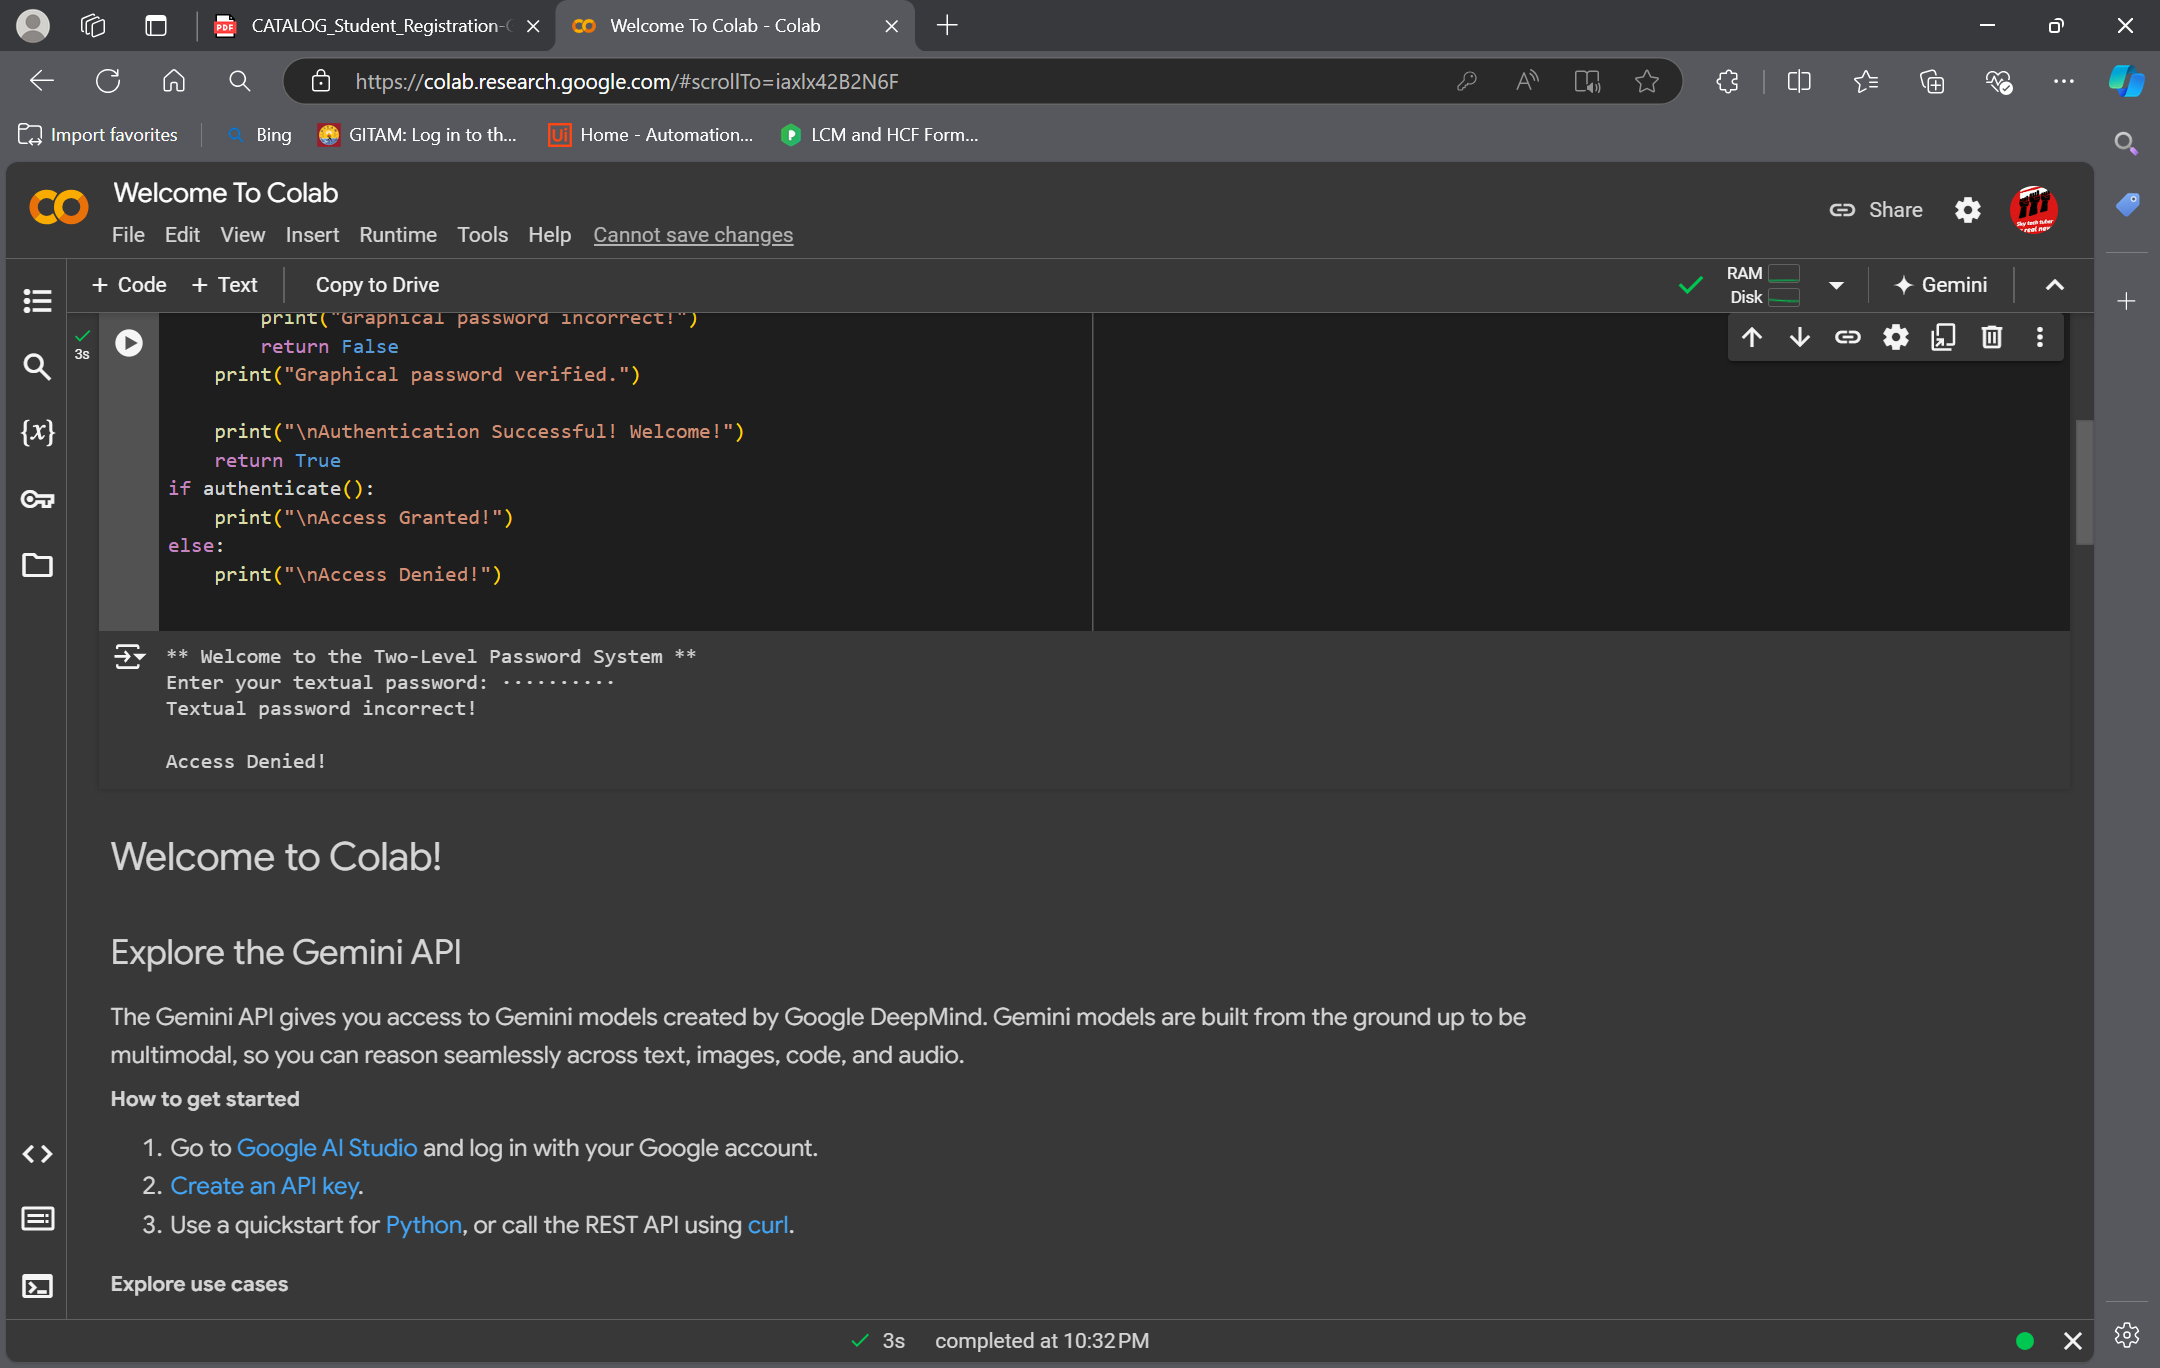 CATALOG_Student_Registration-
Welcome To Colab - Colab
https://colab.research.google.com/#scrollTo=iaxlx42B2N6F
Import favorites
Bing
GITAM: Log in to th...
Home - Automation...
LCM and HCF Form...
Welcome To Colab
Share
File Edit View Insert Runtime Tools Help Cannot save changes
+ Code + Text Copy to Drive
RAM
Disk
Gemini
3s
print("Graphical password incorrect!")
return False
print("Graphical password verified.")
print("\nAuthentication Successful! Welcome!")
return True
if authenticate():
print("\nAccess Granted!")
else:
print("\nAccess Denied!")
** Welcome to the Two-Level Password System **
Enter your textual password: ··········
Textual password incorrect!
Access Denied!
Welcome to Colab!
Explore the Gemini API
The Gemini API gives you access to Gemini models created by Google DeepMind. Gemini models are built from the ground up to be
multimodal, so you can reason seamlessly across text, images, code, and audio.
How to get started
1. Go to Google AI Studio and log in with your Google account.
2. Create an API key.
3. Use a quickstart for Python, or call the REST API using curl.
Explore use cases
3s completed at 10:32 PM